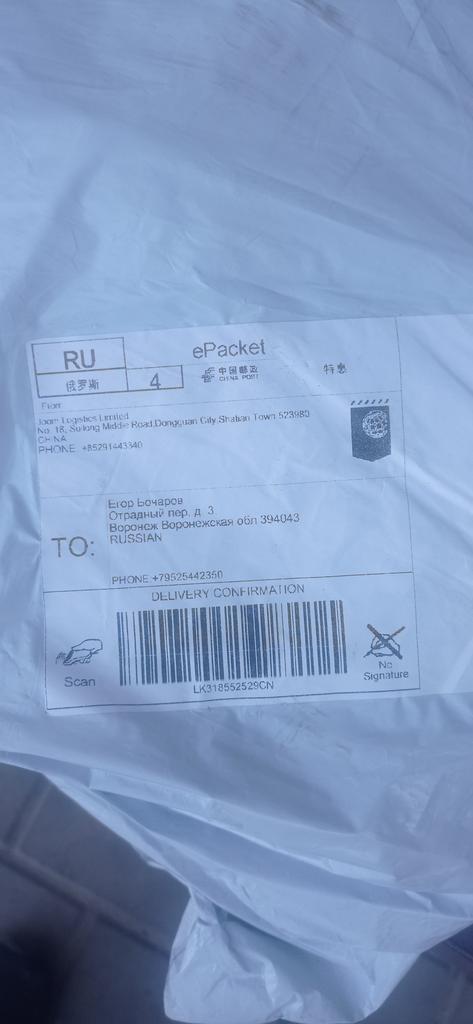 RU
俄罗斯
4
ePacket
中国邮政
CHINA POST
特惠
From:
Joom Logistics Limited
No. 18, Sulong Middle Road,Dongguan City,Shatian Town 523980
CHINA
PHONE +85291443340
TO:
Егор Бочаров
Отрадный пер, д. 3
Воронеж Воронежская обл 394043
RUSSIAN
PHONE +79525442350
DELIVERY CONFIRMATION
Scan
LK318552529CN
No
Signature